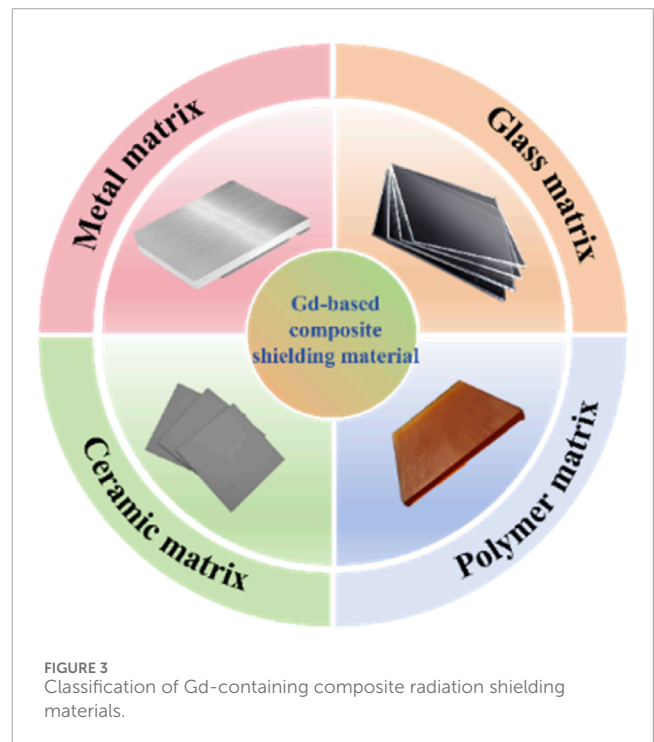 Metal matrix
Glass matrix
Gd-based
composite
shielding material
Ceramic matrix
Polymer matrix
FIGURE 3
Classification of Gd-containing composite radiation shielding
materials.